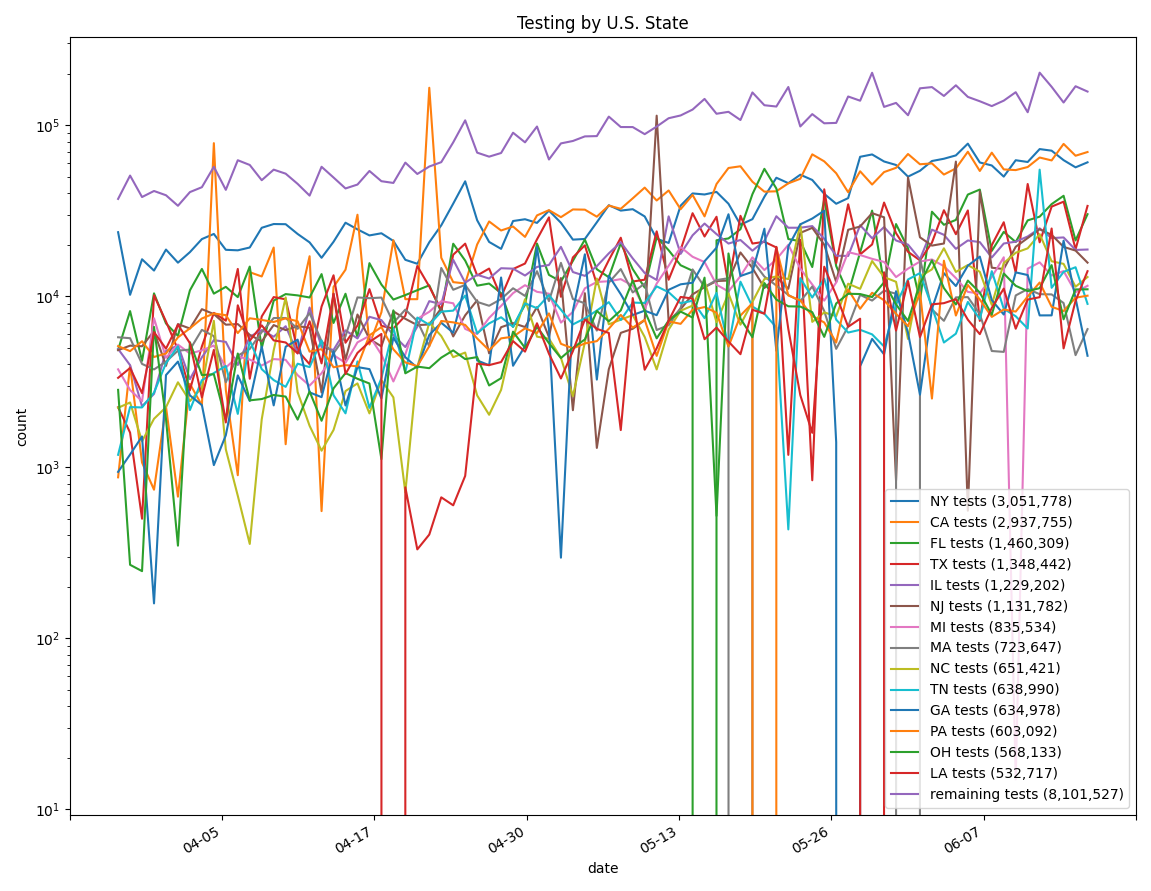 Testing by U.S. State
count
10^5
10^4
10^3
10^2
10^1
NY tests (3,051,778)
CA tests (2,937,755)
FL tests (1,460,309)
TX tests (1,348,442)
IL tests (1,229,202)
NJ tests (1,131,782)
MI tests (835,534)
MA tests (723,647)
NC tests (651,421)
TN tests (638,990)
GA tests (634,978)
PA tests (603,092)
OH tests (568,133)
LA tests (532,717)
remaining tests (8,101,527)
04-05
04-17
04-30
05-13
05-26
06-07
date